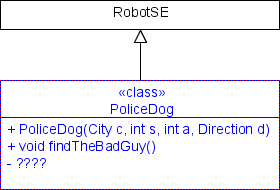 RobotSE
«class»
PoliceDog
+ PoliceDog(City c, int s, int a, Direction d)
+ void findTheBadGuy()
- ????